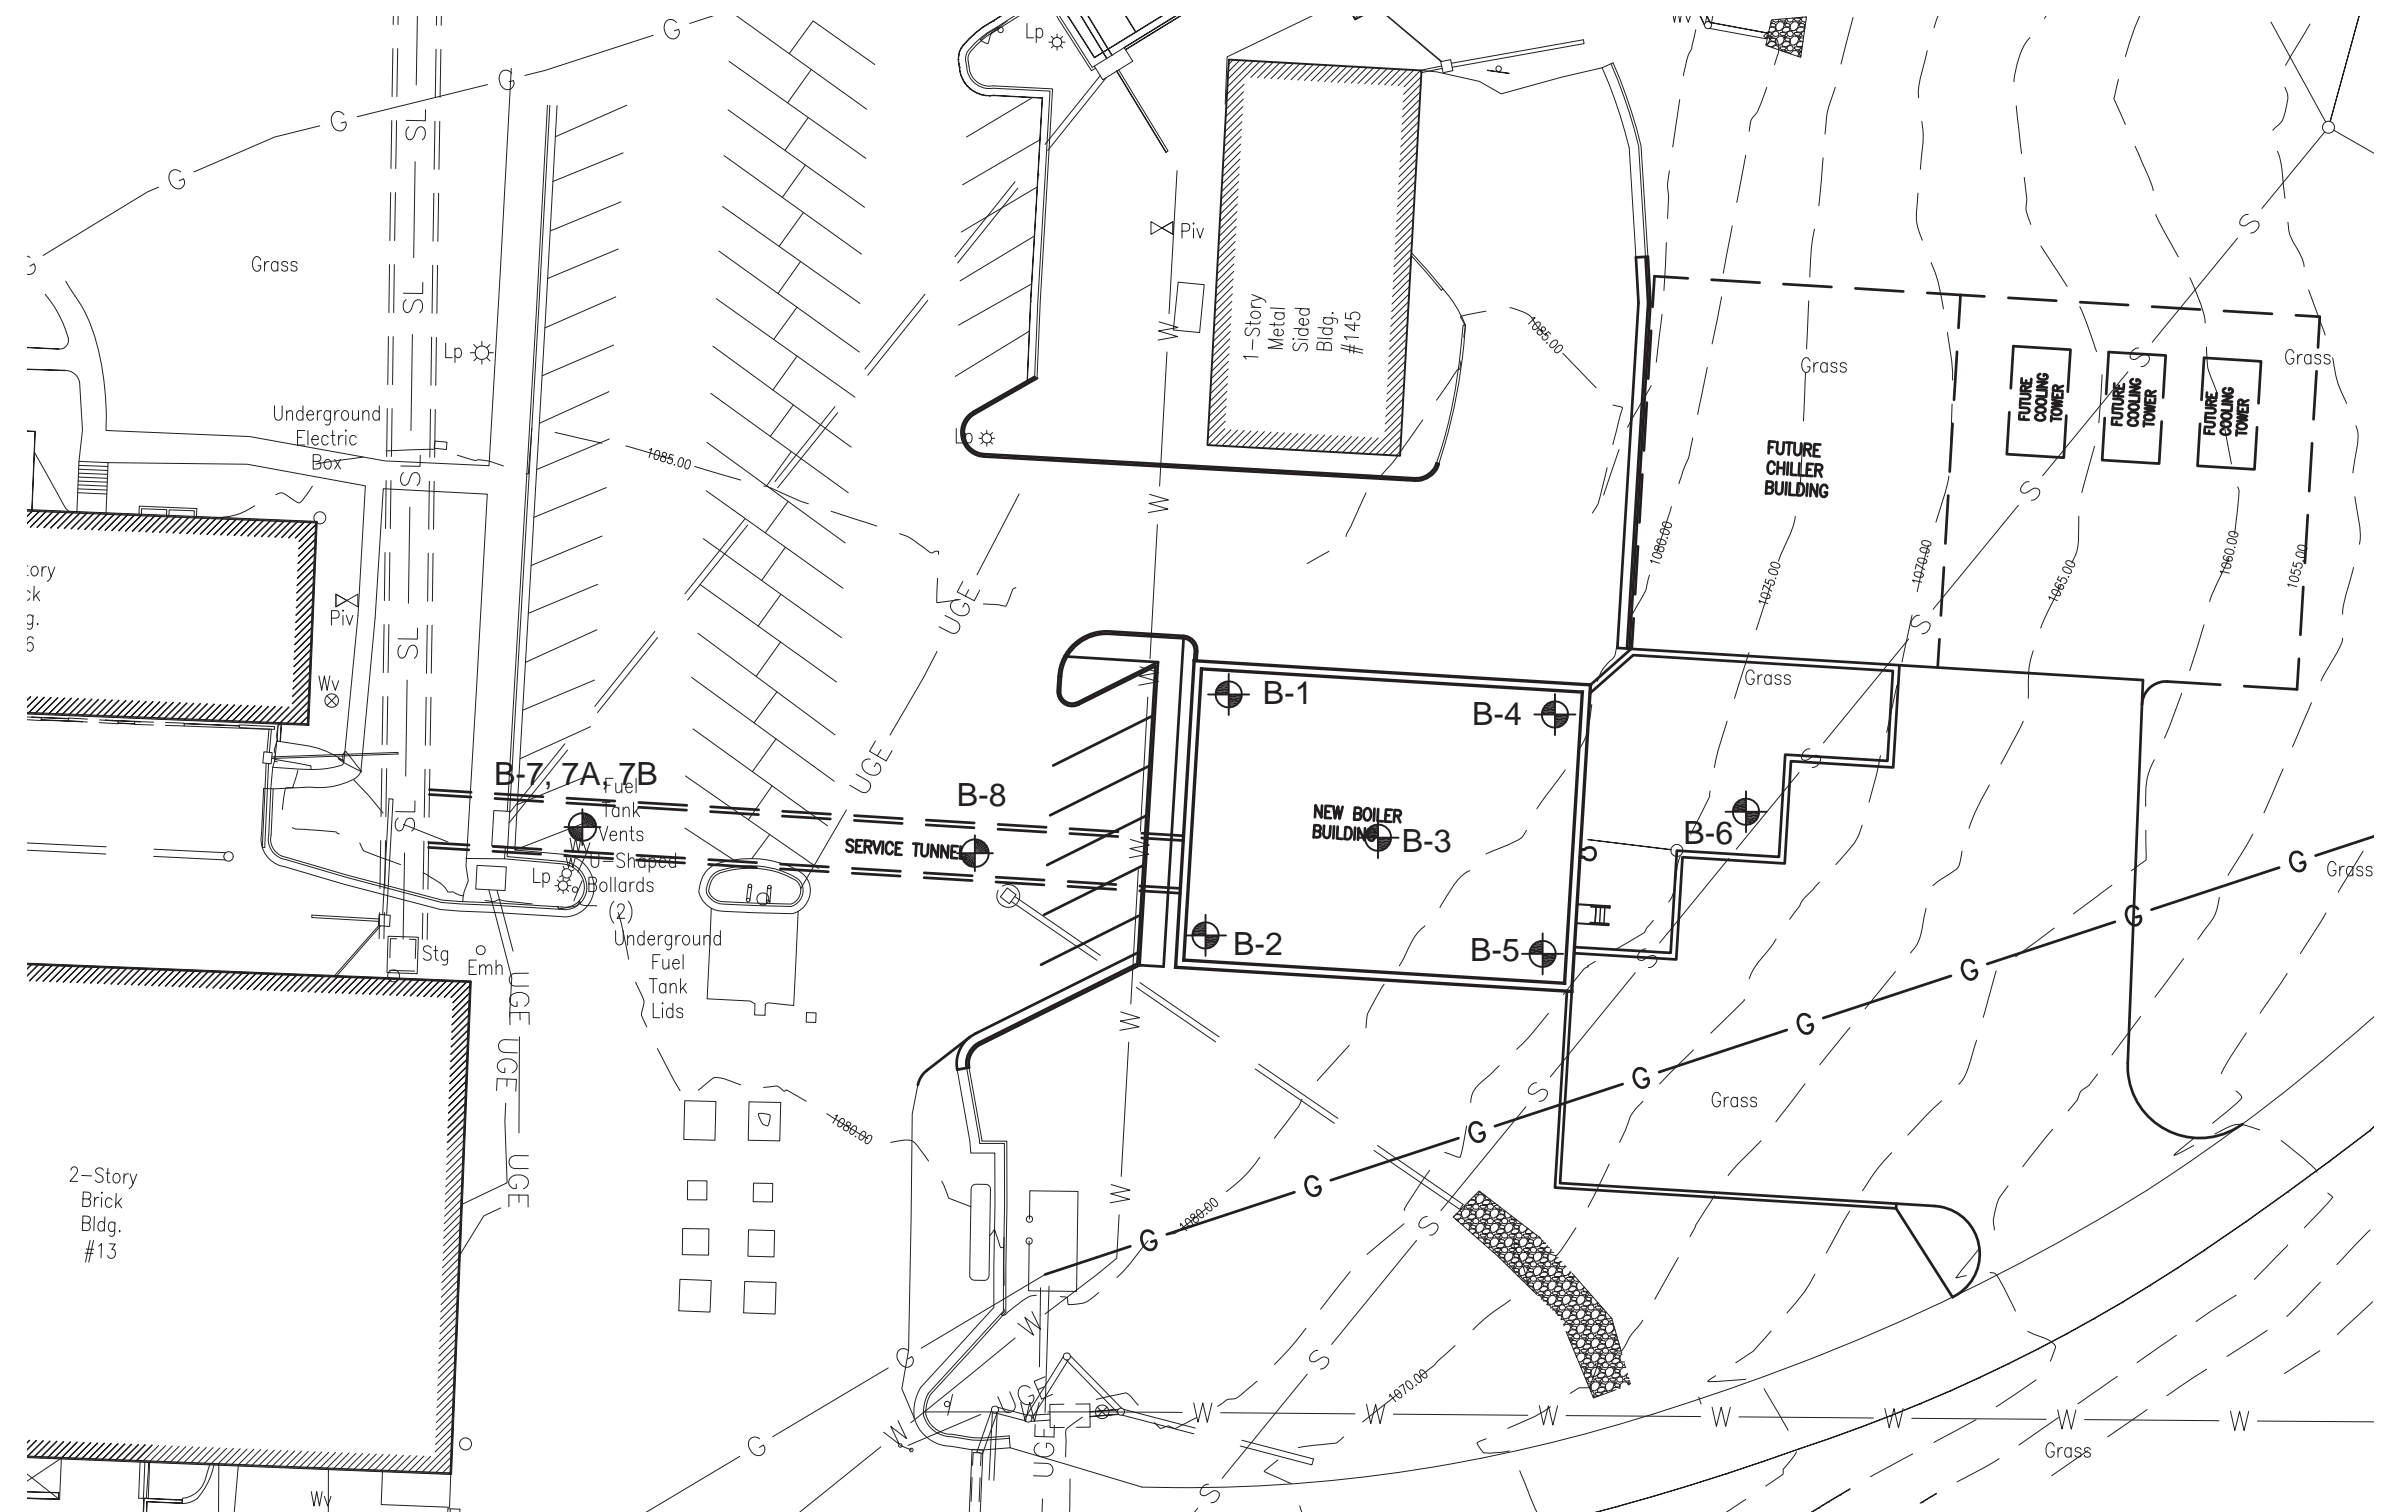 G
Lp
Wv
G
SL
G
G
S
Piv
Grass
G
SL
W
1-Story
Metal
Sided
Bldg.
#145
1085.00
Lp
Grass
S
Grass
FUTURE
COOLING
TOWER
FUTURE
COOLING
TOWER
FUTURE
COOLING
TOWER
Underground
Electric
Box
Lp
1085.00
SL
FUTURE
CHILLER
BUILDING
W
S
1080.00
1075.00
1070.00
1065.00
1060.00
1055.00
UGE
Piv
SL
S
Wv
W
Grass
B-1
B-4
UGE
S
B-7, 7A, 7B
Fuel
Tank
Vents
B-8
SL
SERVICE TUNNEL
W
NEW BOILER
BUILDING
B-3
B-6
G
Grass
Lp
U-Shaped
Bollards
(2)
G
Underground
Fuel
Tank
Lids
B-2
B-5
S
Stg
Emh
G
UGE
W
G
UGE
G
S
Grass
1080.00
G
2-Story
Brick
Bldg.
#13
UGE
W
G
1080.00
S
G
W
G
S
UGE
1070.00
W
W
W
W
W
W
W
G
W
UGE
Grass
S
Wv